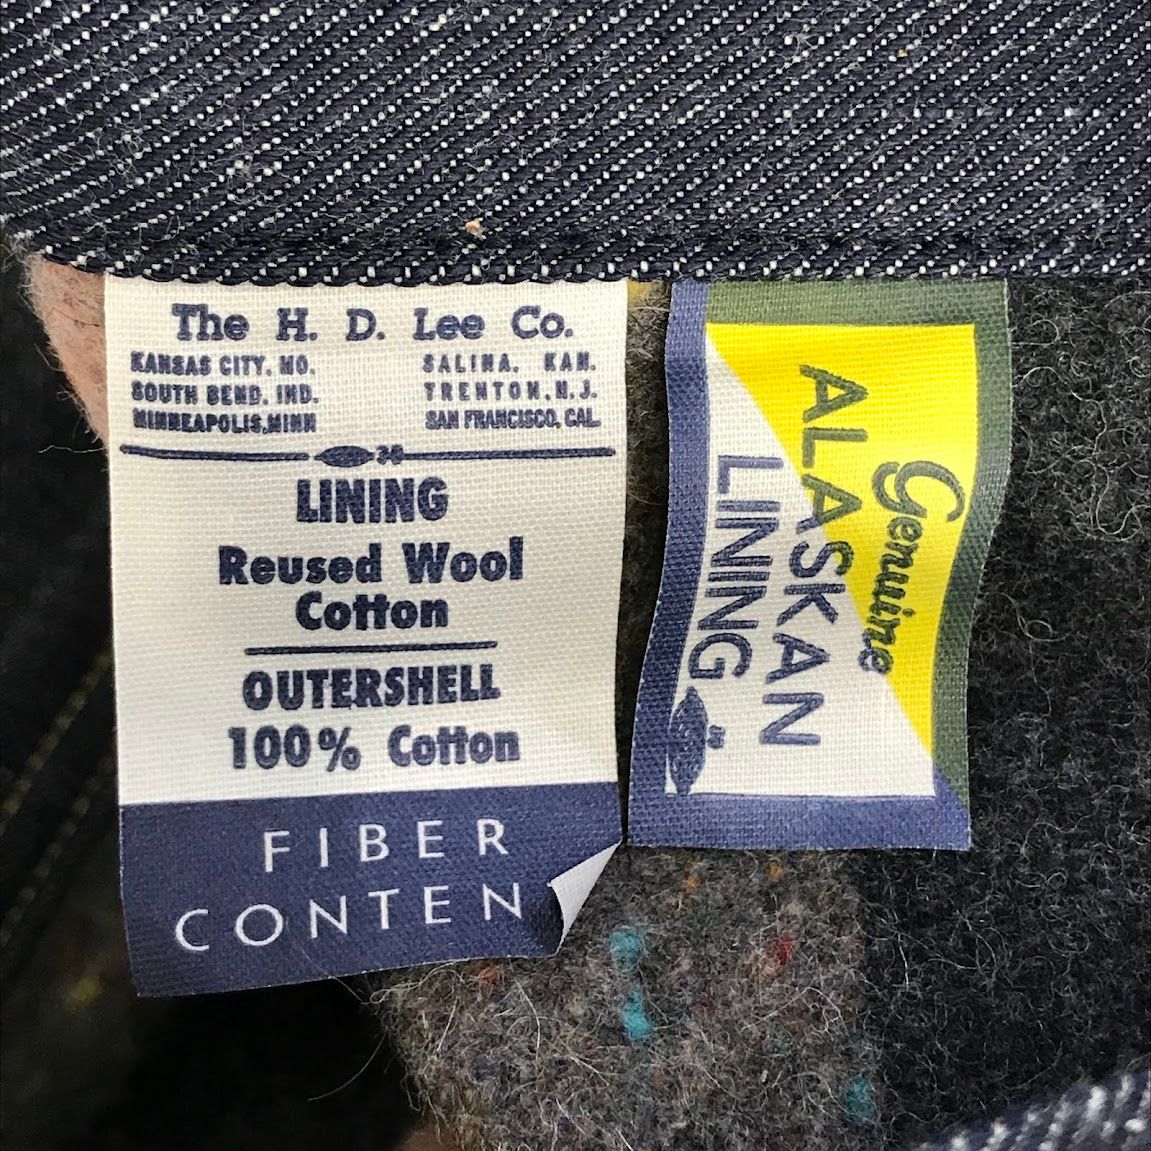 The H. D. Lee Co.
KANSAS CITY. MO. SALINA. KAN.
SOUTH BEND. IND. TRENTON, N. J.
MINNEAPOLIS, MINN SAN FRANCISCO, CAL.
36
LINING
Reused Wool
Cotton
OUTERSHELL
100% Cotton
FIBER
CONTEN
Genuine
ALASKAN
LINING